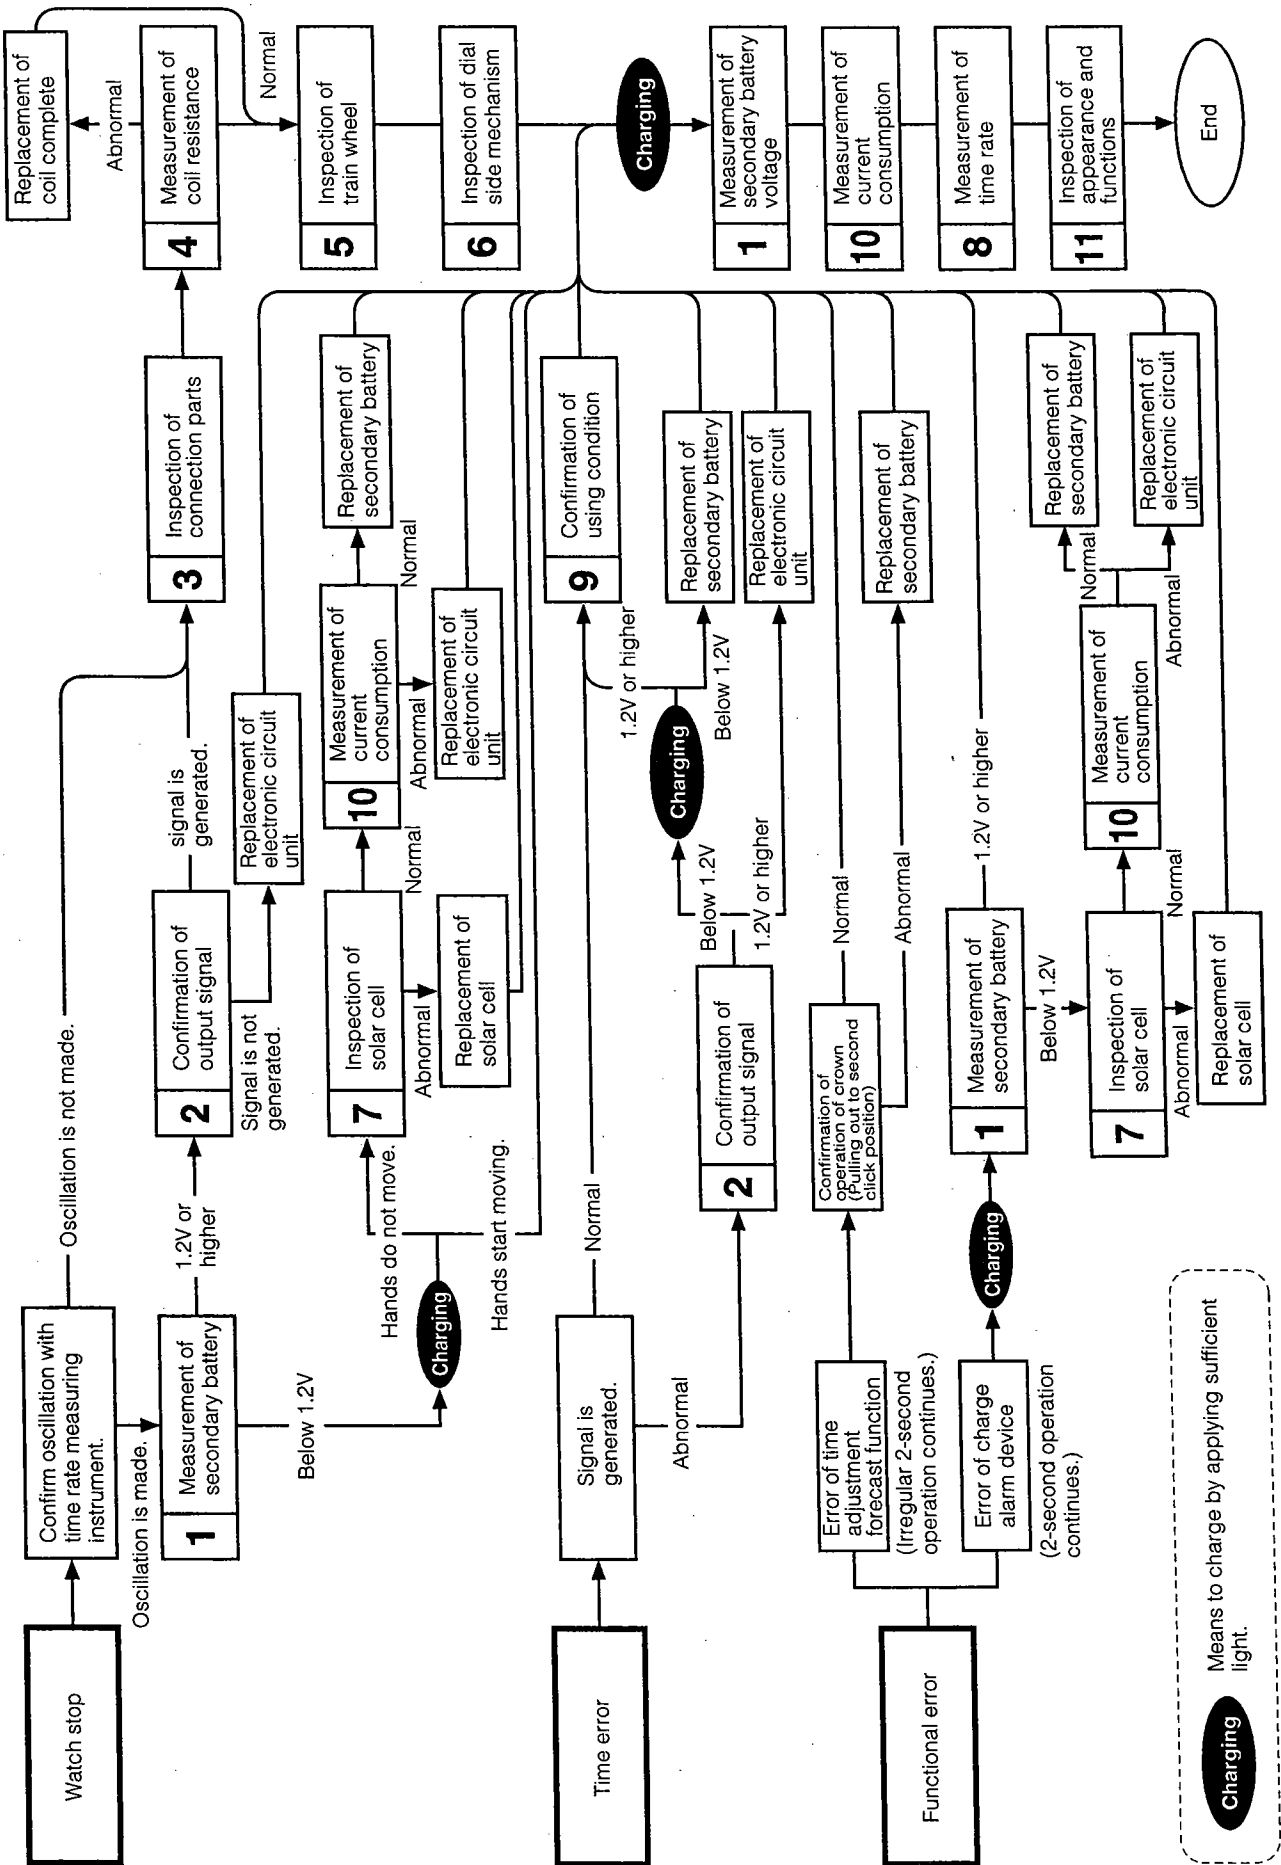 Watch stop
Confirm oscillation with
time rate measuring
instrument.
Oscillation is not made.
Oscillation is made.
1
Measurement of
secondary battery
1.2V or
higher
Below 1.2V
2
Confirmation of
output signal
signal is
generated.
Signal is not
generated.
Replacement of
electronic circuit
unit
3
Inspection of
connection parts
4
Measurement of
coil resistance
Abnormal
Replacement of
coil complete
Normal
5
Inspection of
train wheel
6
Inspection of dial
side mechanism
Charging
Hands do not move.
Hands start moving.
7
Inspection of
solar cell
Normal
Abnormal
Replacement of
solar cell
10
Measurement of
current
consumption
Normal
Abnormal
Replacement of
secondary battery
Replacement of
electronic circuit
unit
Time error
Signal is
generated.
Normal
Abnormal
2
Confirmation of
output signal
Below 1.2V
1.2V or higher
Charging
1.2V or higher
Below 1.2V
9
Confirmation of
using condition
Replacement of
secondary battery
Replacement of
electronic circuit
unit
Functional error
Error of time
adjustment
forecast function
(Irregular 2-second
operation continues.)
Confirmation of
operation of crown
(Pulling out to second
click position)
Normal
Abnormal
Replacement of
secondary battery
Error of charge
alarm device
(2-second operation
continues.)
Charging
1
Measurement of
secondary battery
1.2V or higher
Below 1.2V
7
Inspection of
solar cell
Normal
Abnormal
Replacement of
solar cell
10
Measurement of
current
consumption
Normal
Abnormal
Replacement of
secondary battery
Replacement of
electronic circuit
unit
Charging
1
Measurement of
secondary battery
voltage
10
Measurement of
current
consumption
8
Measurement of
time rate
11
Inspection of
appearance and
functions
End
Charging
Means to charge by applying sufficient
light.